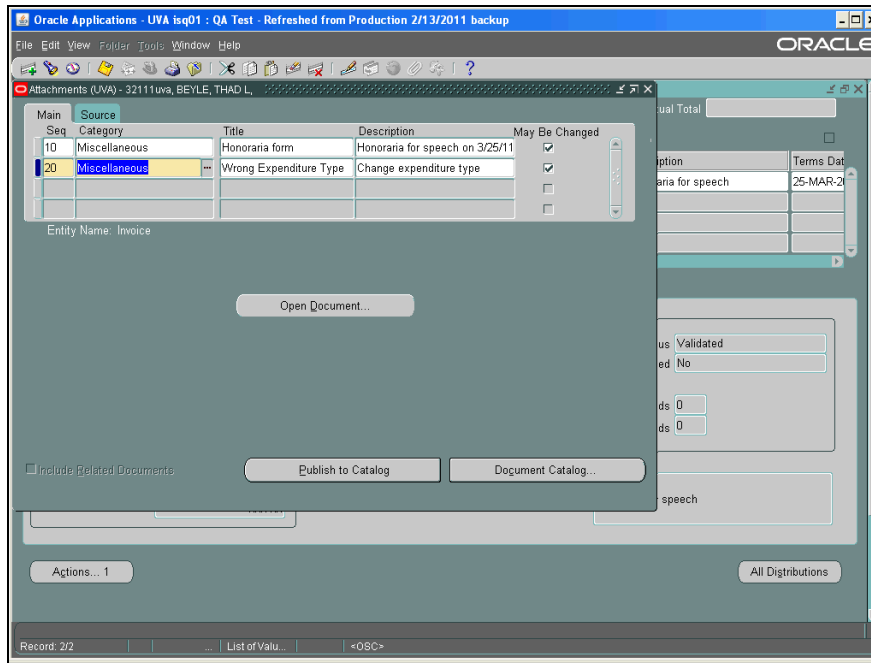 Oracle Applications - UVA isq01 : QA Test - Refreshed from Production 2/13/2011 backup
File Edit View Folder Tools Window Help
ORACLE
Attachments (UVA) - 32111uva, BEYLE, THAD L,
tual Total
Main Source
Seq Category Title Description May Be Changed
10 Miscellaneous Honoraria form Honoraria for speech on 3/25/11
iption Terms Dat
20 Miscellaneous ... Wrong Expenditure Type Change expenditure type
aria for speech 25-MAR-2
Entity Name: Invoice
Open Document...
us Validated
ed No
ds 0
ds 0
Include Related Documents Publish to Catalog Document Catalog...
speech
Actions... 1 All Distributions
Record: 2/2 ... List of Valu... <OSC>